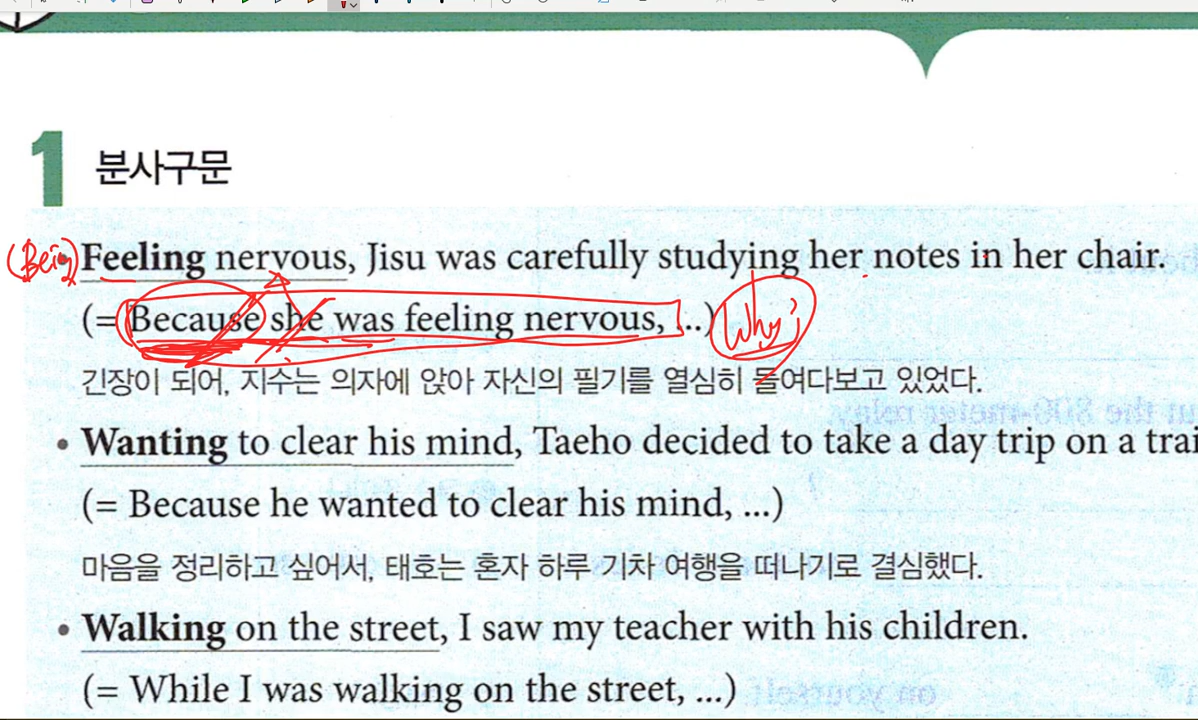 1 분사구문
(Being) Feeling nervous, Jisu was carefully studying her notes in her chair.
(= Because she was feeling nervous, ...) Why?
긴장이 되어, 지수는 의자에 앉아 자신의 필기를 열심히 들여다보고 있었다.
• Wanting to clear his mind, Taeho decided to take a day trip on a trai
(= Because he wanted to clear his mind, ...)
마음을 정리하고 싶어서, 태호는 혼자 하루 기차 여행을 떠나기로 결심했다.
• Walking on the street, I saw my teacher with his children.
(= While I was walking on the street, ...)